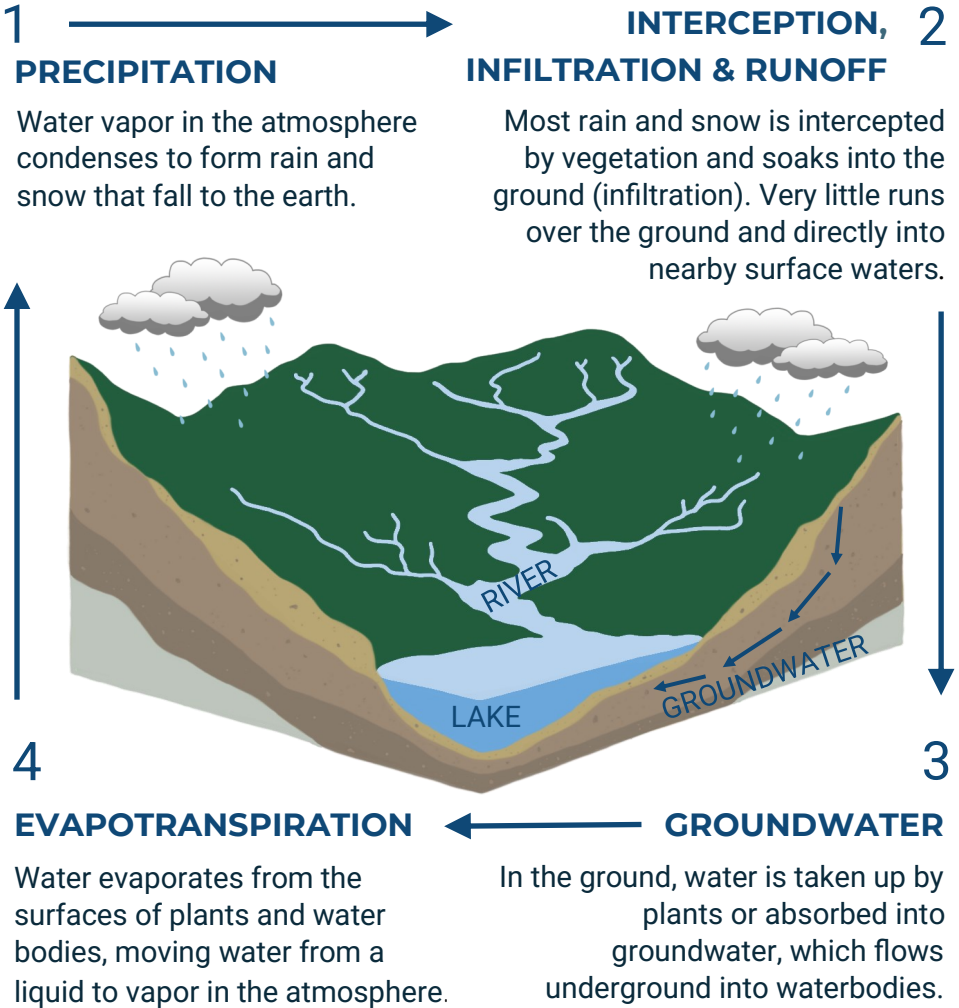 1
PRECIPITATION
Water vapor in the atmosphere
condenses to form rain and
snow that fall to the earth.
2
INTERCEPTION,
INFILTRATION & RUNOFF
Most rain and snow is intercepted
by vegetation and soaks into the
ground (infiltration). Very little runs
over the ground and directly into
nearby surface waters.
RIVER
LAKE
GROUNDWATER
3
GROUNDWATER
In the ground, water is taken up by
plants or absorbed into
groundwater, which flows
underground into waterbodies.
4
EVAPOTRANSPIRATION
Water evaporates from the
surfaces of plants and water
bodies, moving water from a
liquid to vapor in the atmosphere.